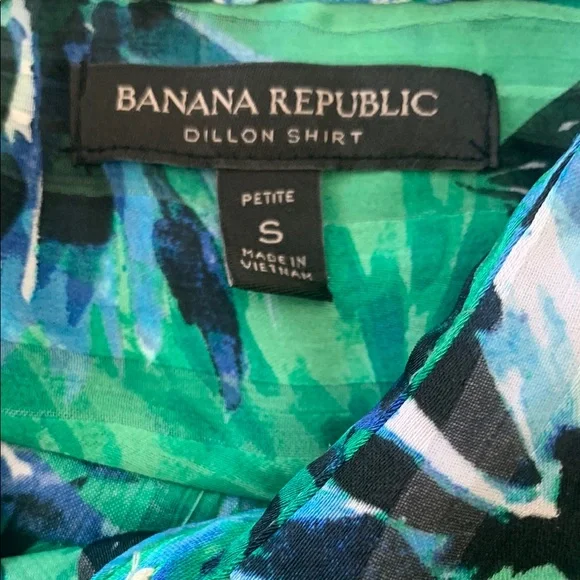 BANANA REPUBLIC
DILLON SHIRT
PETITE
S
MADE IN
VIETNAM